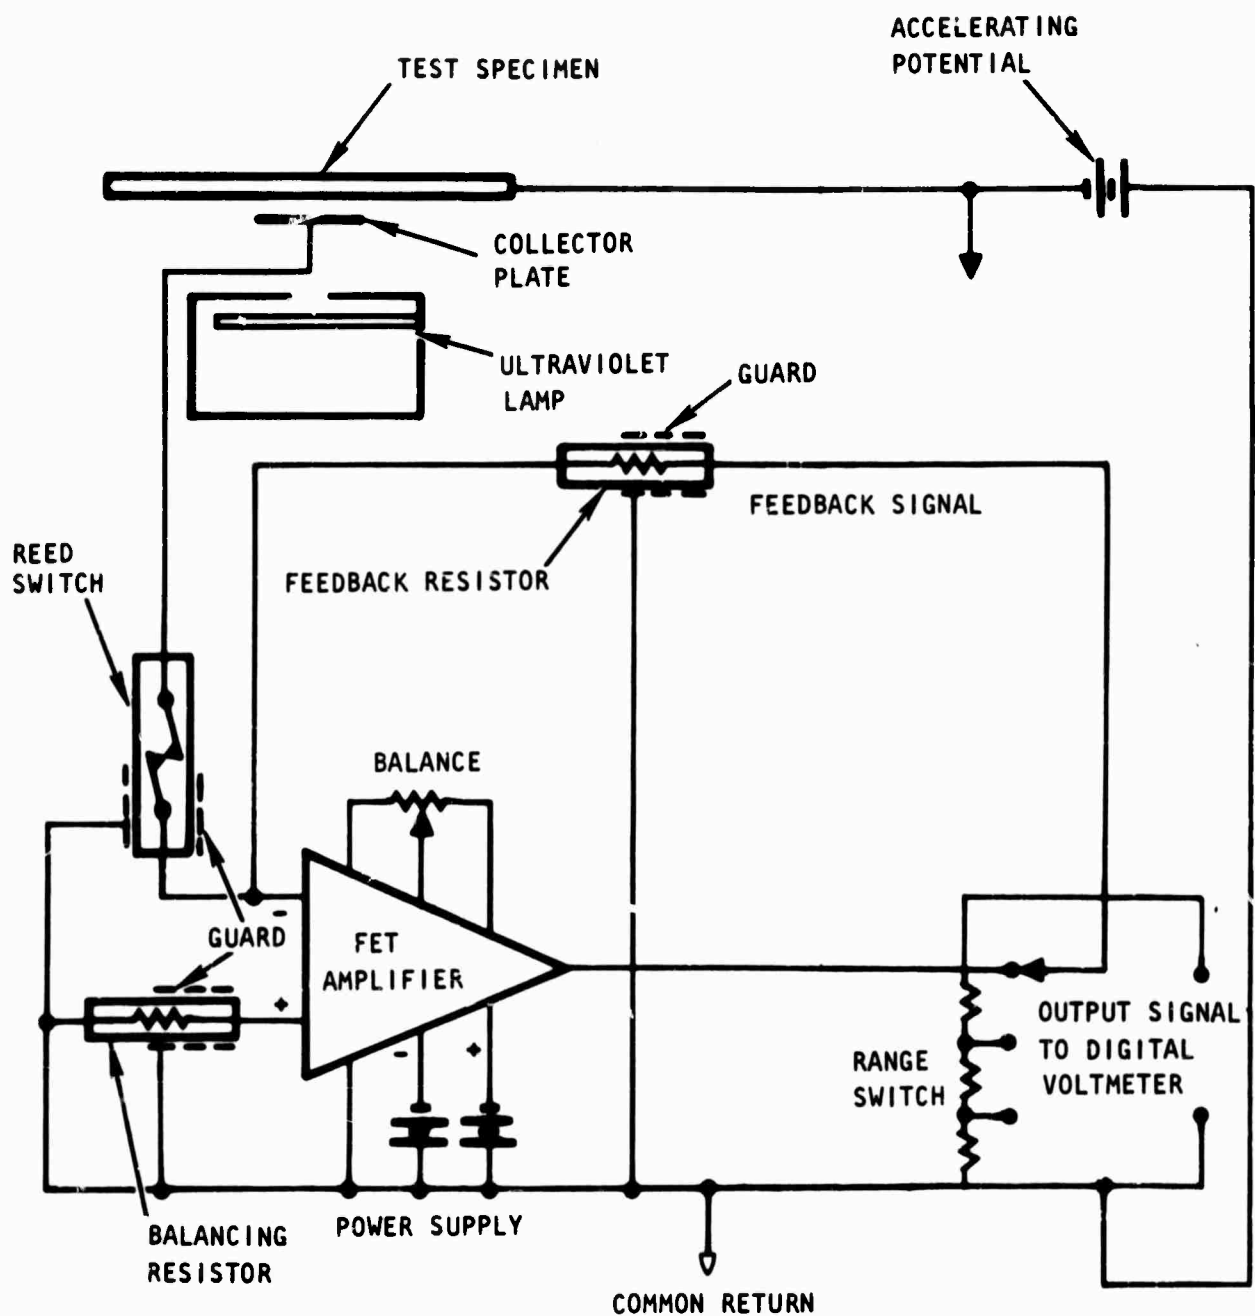 ACCELERATING
POTENTIAL
TEST SPECIMEN
COLLECTOR
PLATE
ULTRAVIOLET
LAMP
GUARD
FEEDBACK SIGNAL
REED
SWITCH
FEEDBACK RESISTOR
BALANCE
-
GUARD
FET
AMPLIFIER
+
OUTPUT SIGNAL
TO DIGITAL
VOLTMETER
RANGE
SWITCH
- +
POWER SUPPLY
BALANCING
RESISTOR
COMMON RETURN